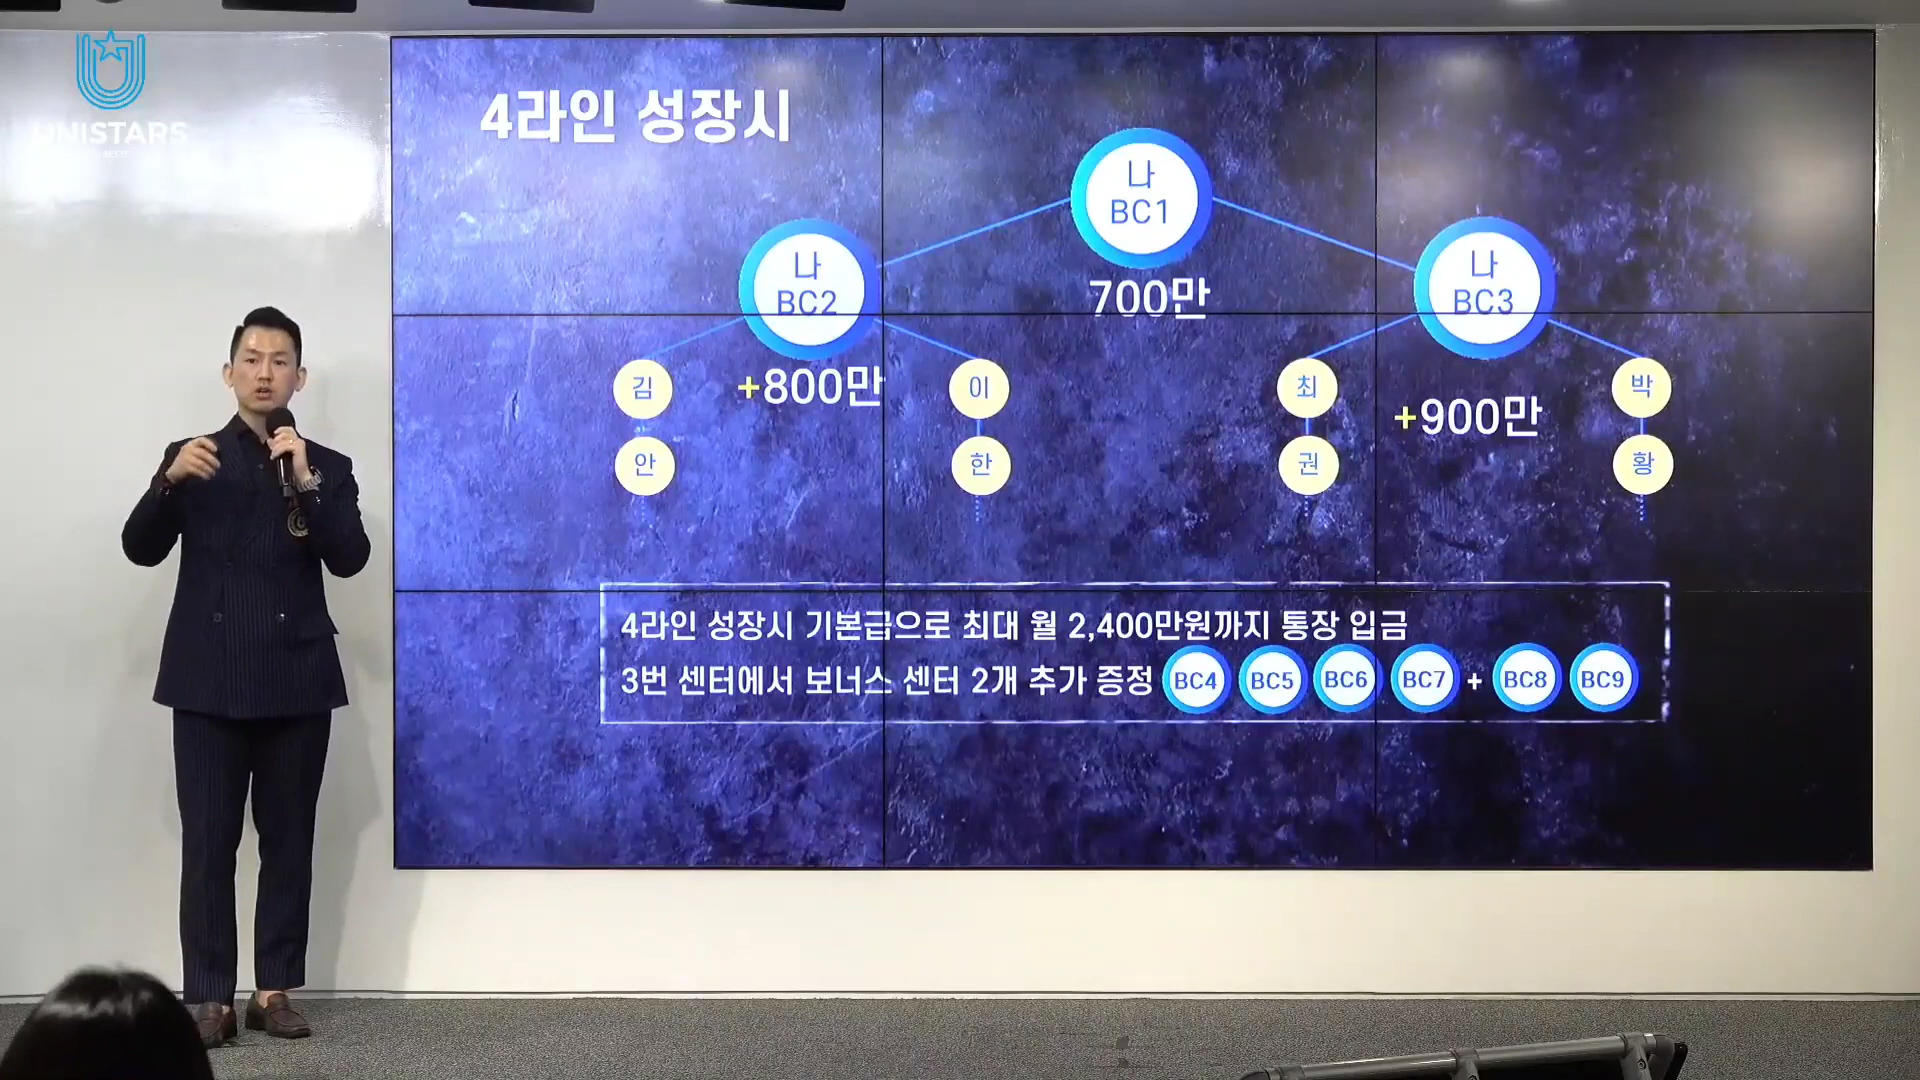 UNISTARS
4라인 성장시
나
BC1
700만
나
BC2
+800만
나
BC3
+900만
김
이
최
박
안
한
권
황
4라인 성장시 기본급으로 최대 월 2,400만원까지 통장 입금
3번 센터에서 보너스 센터 2개 추가 증정 BC4 BC5 BC6 BC7 + BC8 BC9